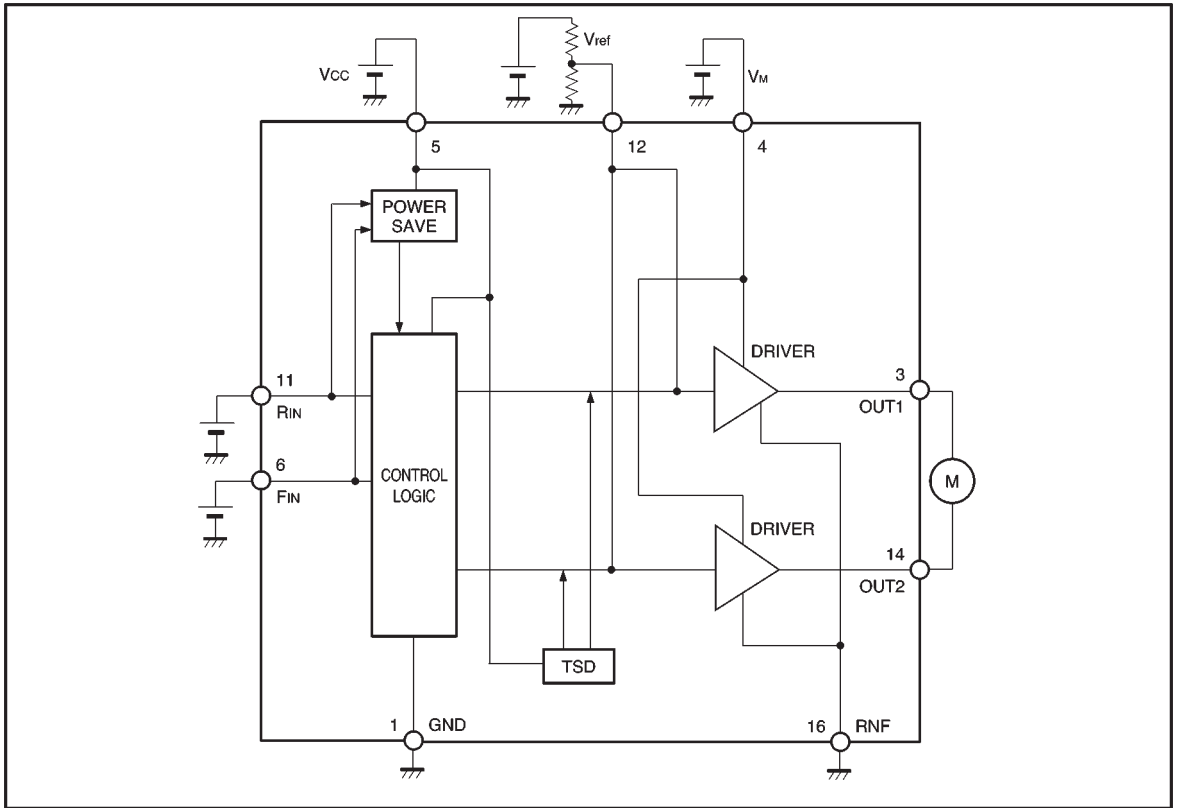 Vref
VCC
VM
5
12
4
POWER
SAVE
DRIVER
11
RIN
3
OUT1
6
FIN
CONTROL
LOGIC
M
DRIVER
14
OUT2
TSD
1 GND
16 RNF